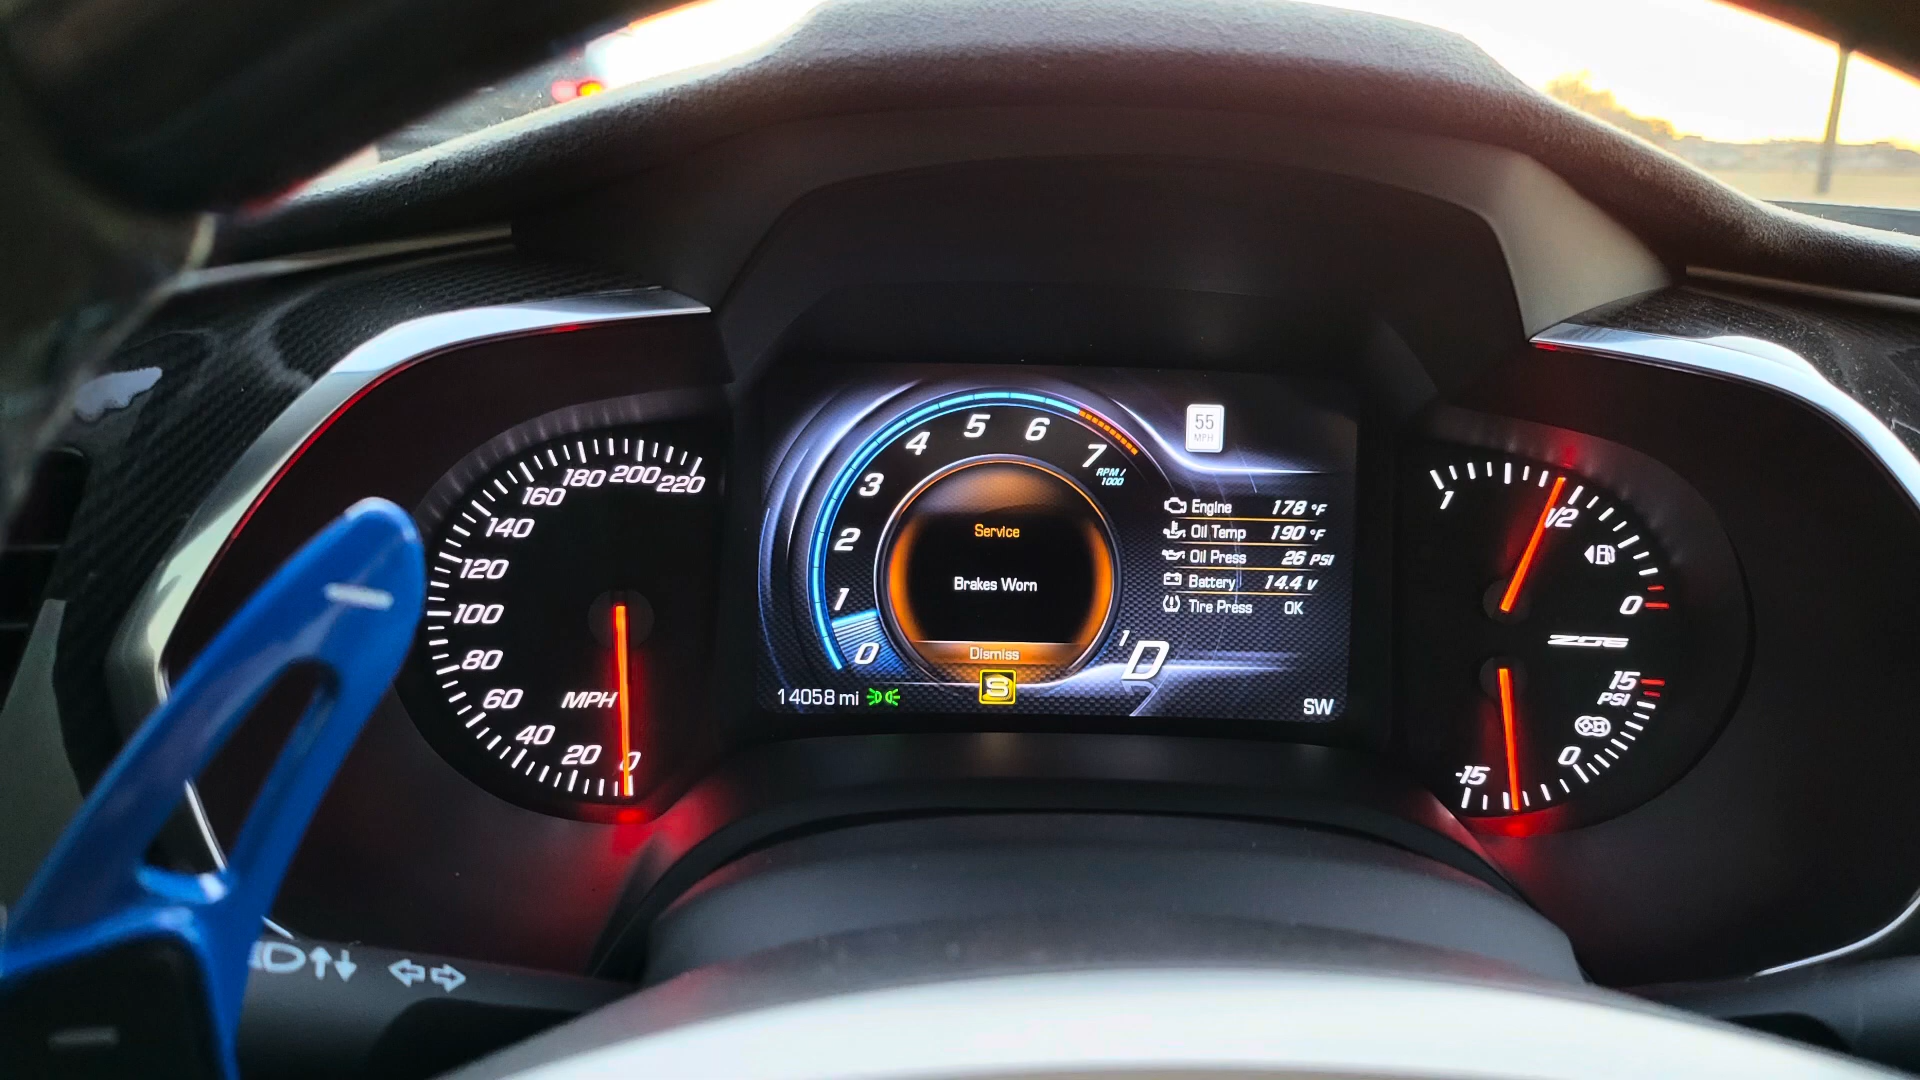 220
200
180
160
140
120
100
80
60
40
20
0
MPH
0
1
2
3
4
5
6
7
RPM /
1000
Service
Brakes Worn
Dismiss
S
14058 mi
55
MPH
Engine 178 °F
Oil Temp 190 °F
Oil Press 26 PSI
Battery 14.4 V
Tire Press OK
1 D
SW
1
1/2
0
Z06
15
PSI
0
-15